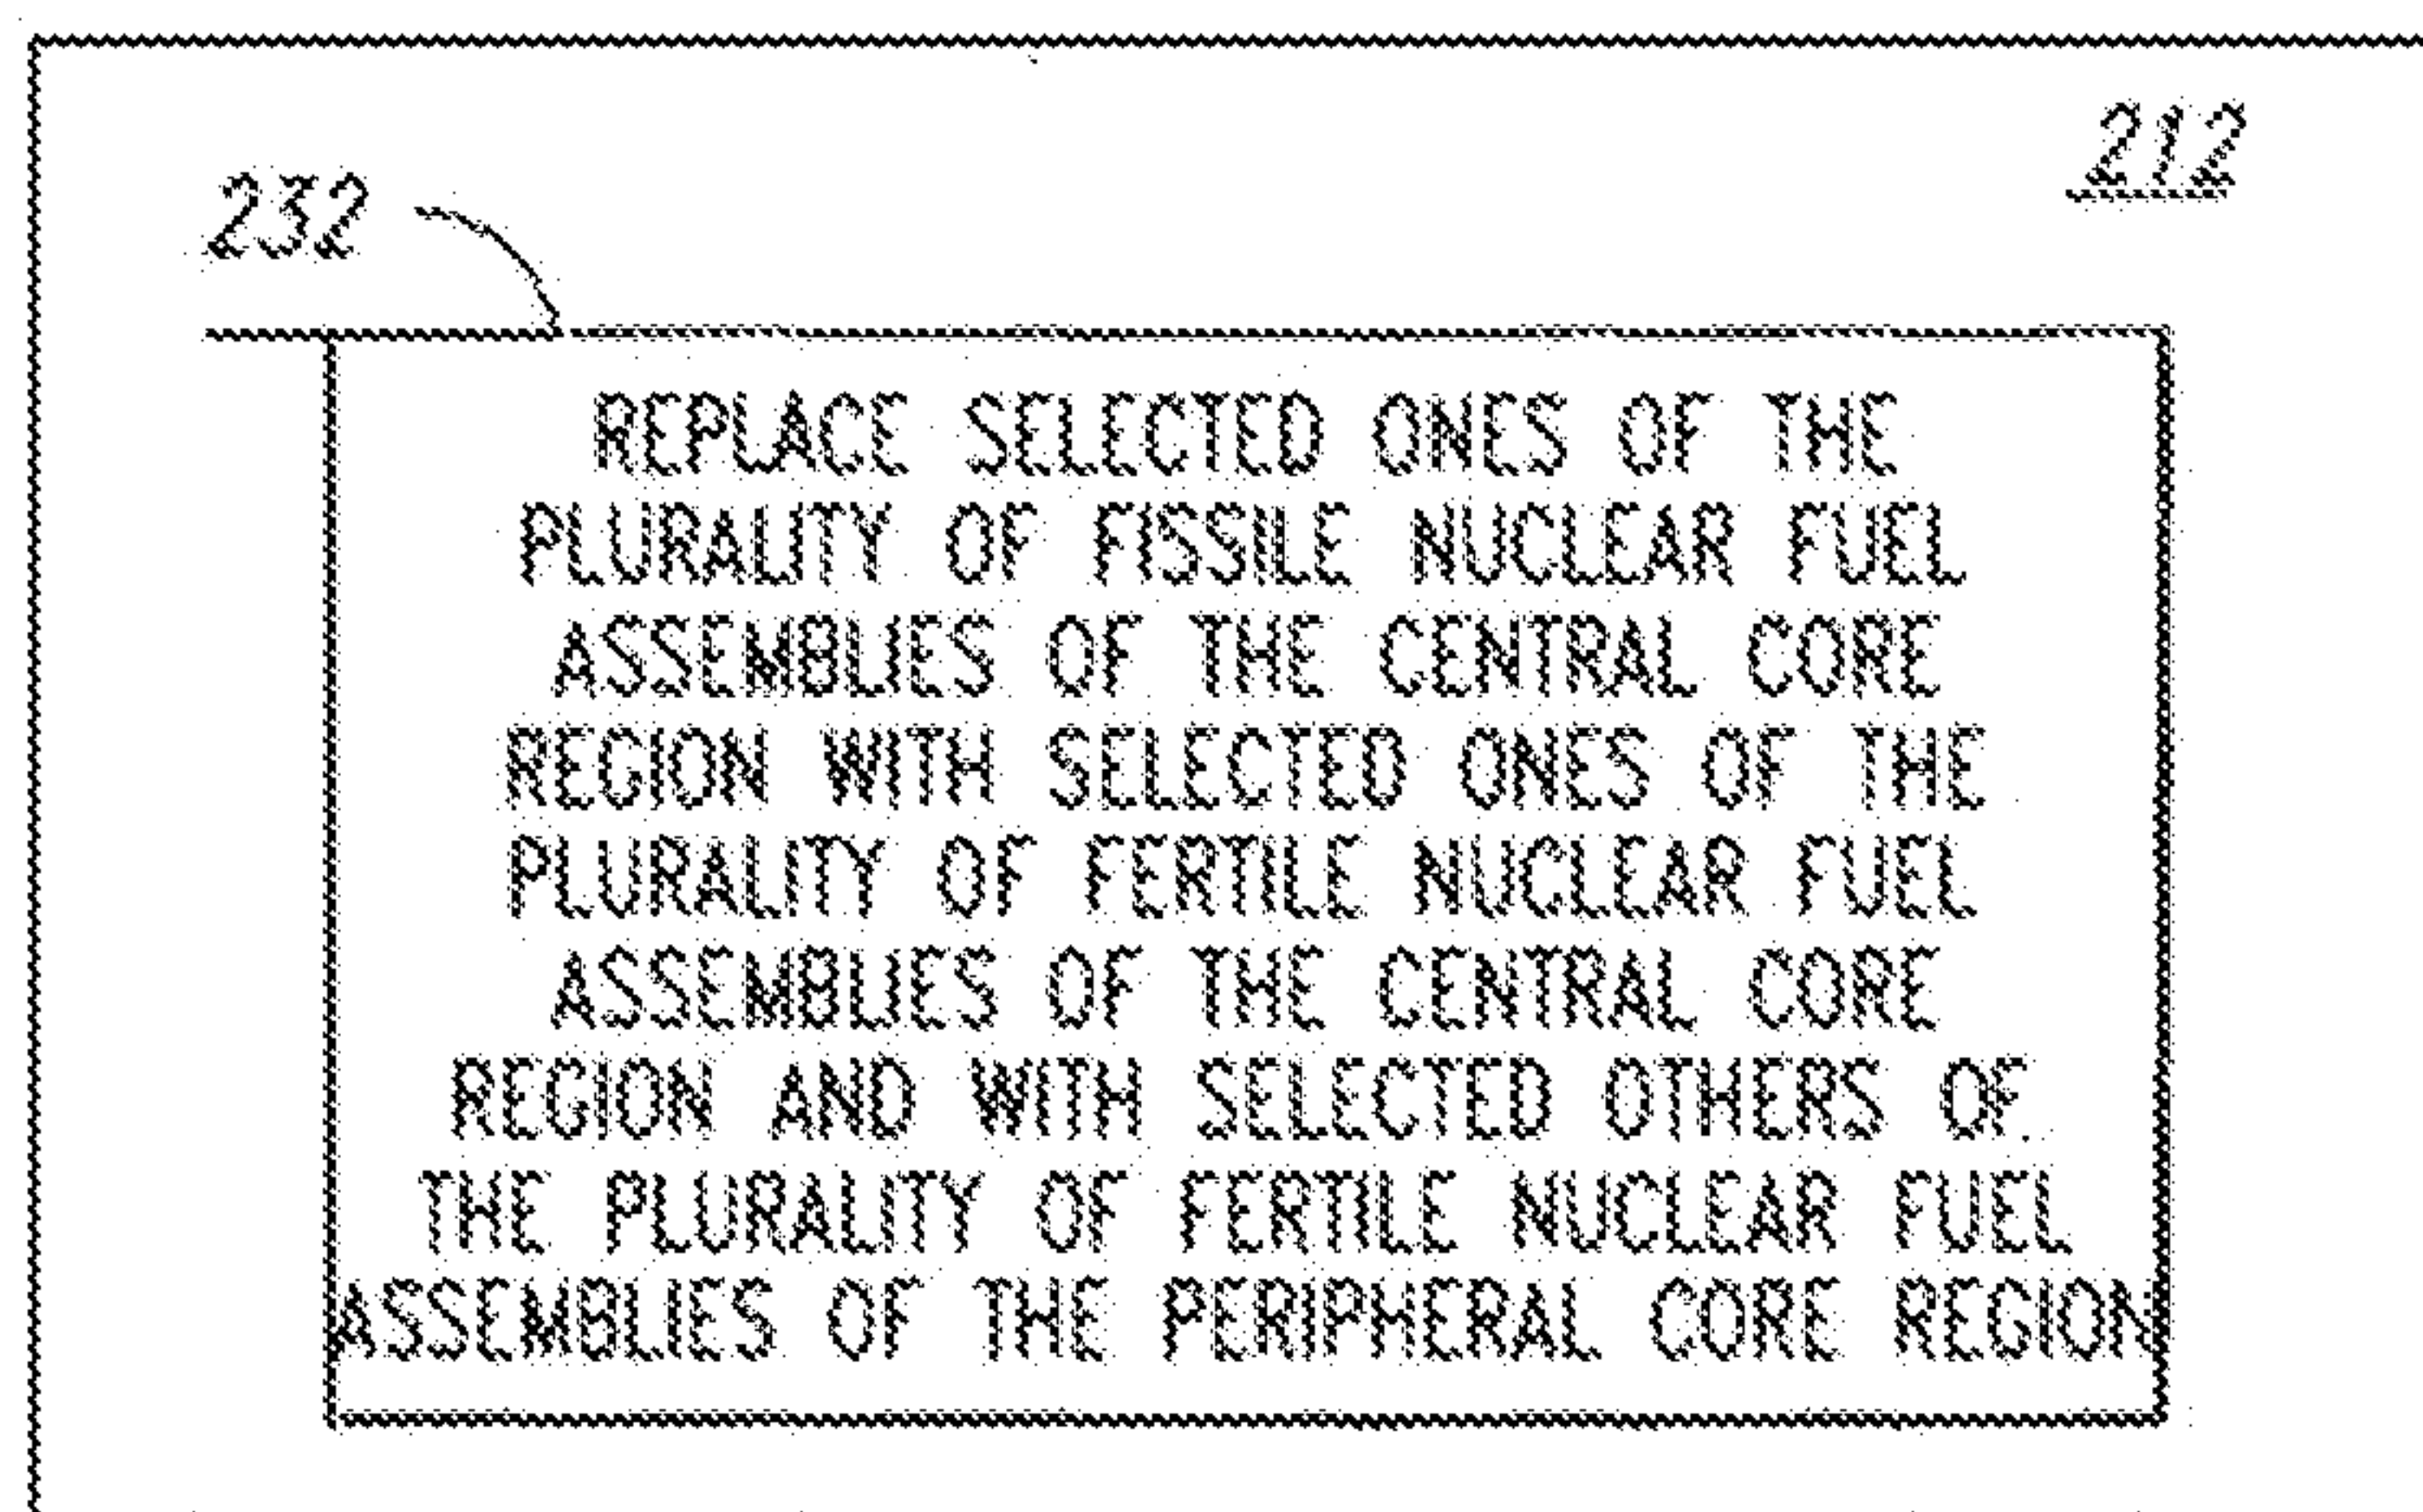 212
232
REPLACE SELECTED ONES OF THE
PLURALITY OF FISSILE NUCLEAR FUEL
ASSEMBLIES OF THE CENTRAL CORE
REGION WITH SELECTED ONES OF THE
PLURALITY OF FERTILE NUCLEAR FUEL
ASSEMBLIES OF THE CENTRAL CORE
REGION AND WITH SELECTED OTHERS OF
THE PLURALITY OF FERTILE NUCLEAR FUEL
ASSEMBLIES OF THE PERIPHERAL CORE REGION